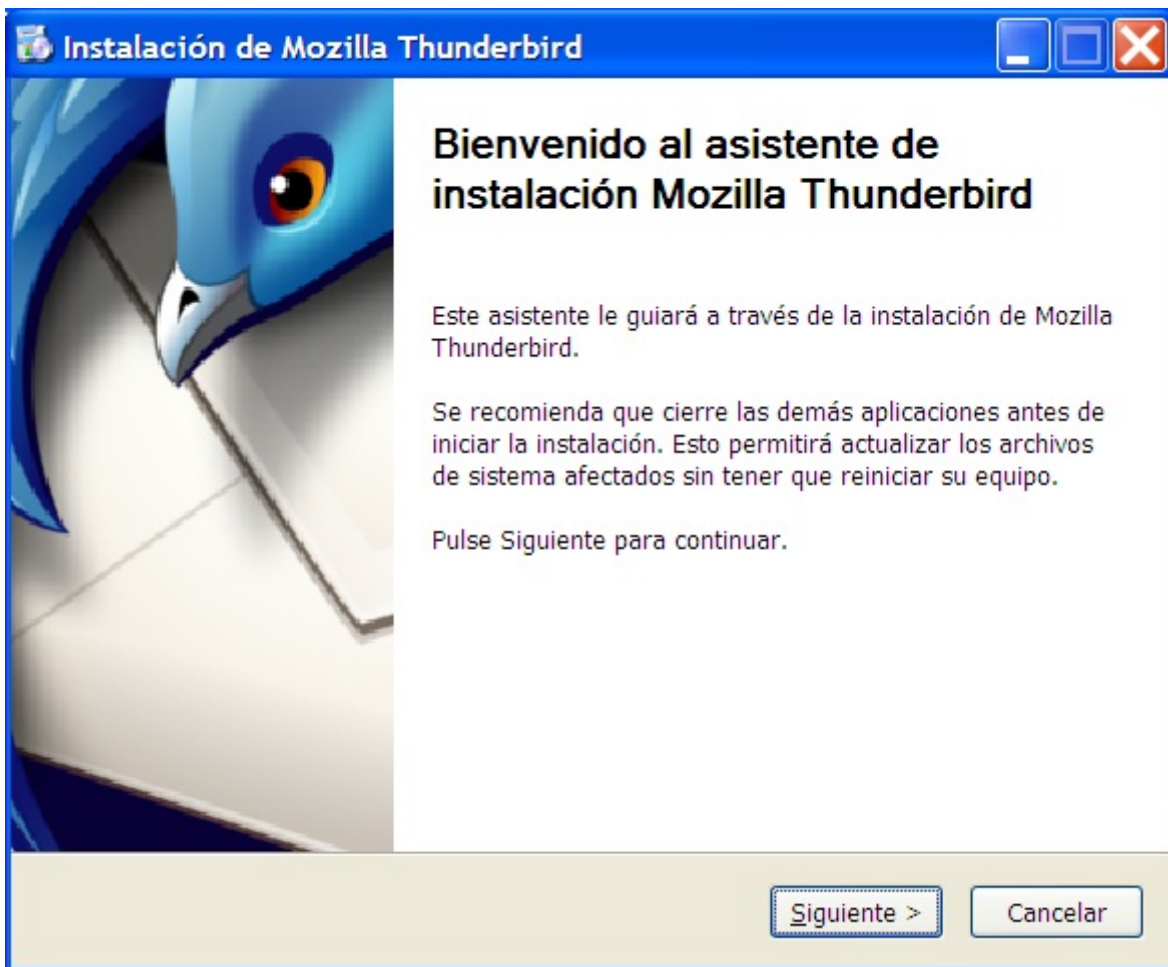 Instalación de Mozilla Thunderbird
Bienvenido al asistente de
instalación Mozilla Thunderbird
Este asistente le guiará a través de la instalación de Mozilla
Thunderbird.
Se recomienda que cierre las demás aplicaciones antes de
iniciar la instalación. Esto permitirá actualizar los archivos
de sistema afectados sin tener que reiniciar su equipo.
Pulse Siguiente para continuar.
Siguiente >
Cancelar